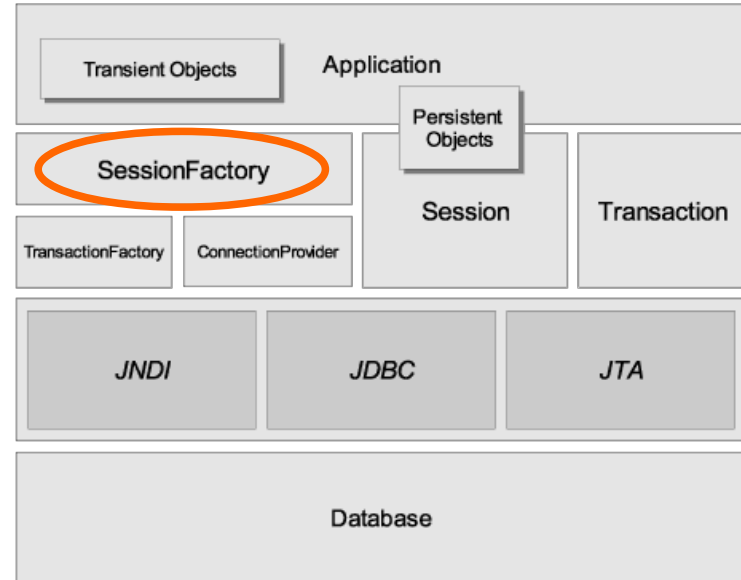 Transient Objects
Application
Persistent
Objects
SessionFactory
Session
Transaction
TransactionFactory
ConnectionProvider
JNDI
JDBC
JTA
Database